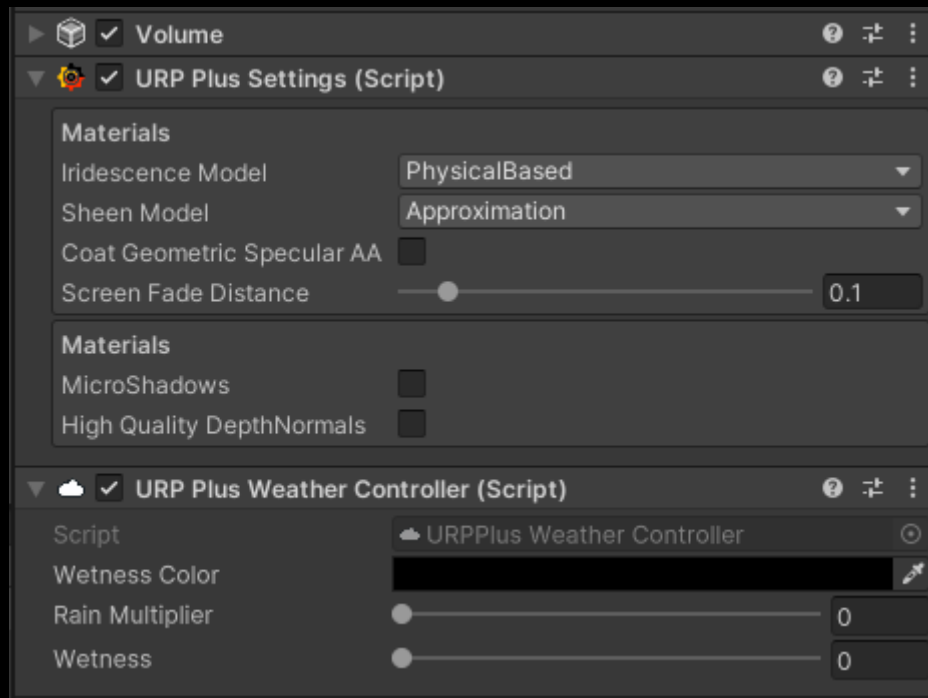 Volume
URP Plus Settings (Script)
Materials
Iridescence Model PhysicalBased
Sheen Model Approximation
Coat Geometric Specular AA
Screen Fade Distance 0.1
Materials
MicroShadows
High Quality DepthNormals
URP Plus Weather Controller (Script)
Script URPPlus Weather Controller
Wetness Color
Rain Multiplier 0
Wetness 0